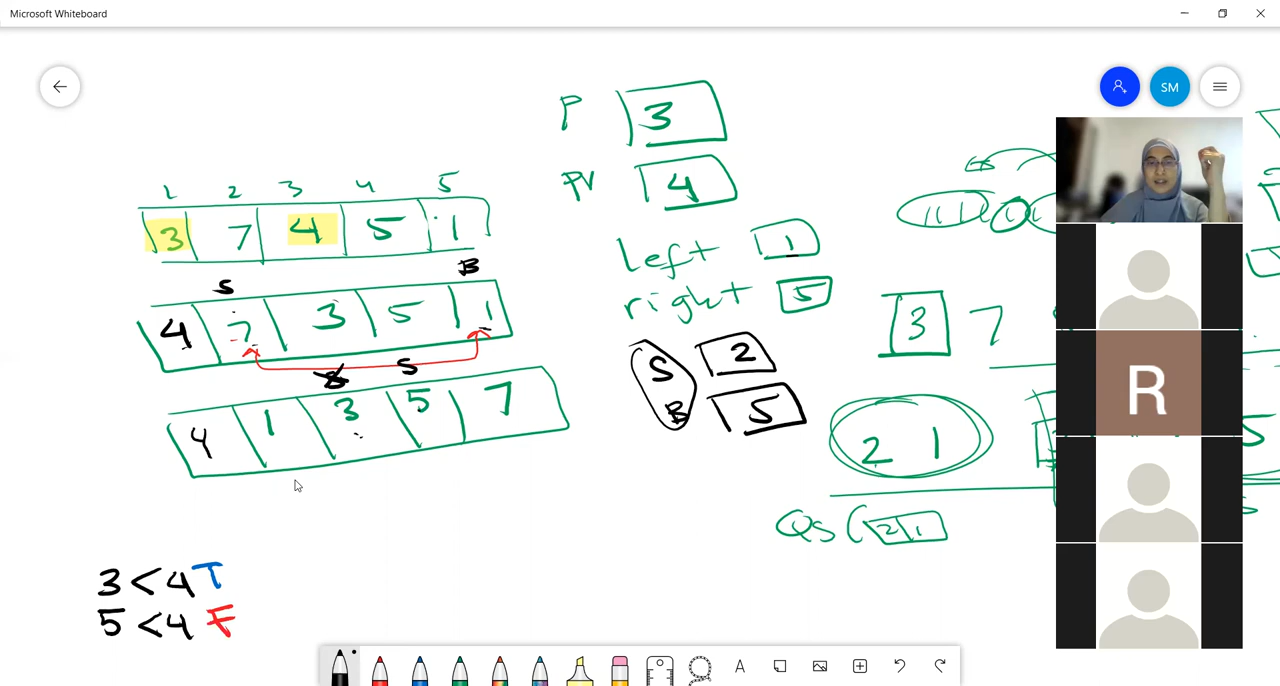 Microsoft Whiteboard
SM
P 3
PV 4
1 2 3 4 5
3 7 4 5 1
left 1
right 5
S B
4 7 3 5 1
S 2
B 5
S
4 1 3 5 7
3 7
2 1
5
QS ( 2 1
R
3 < 4 T
5 < 4 F
A